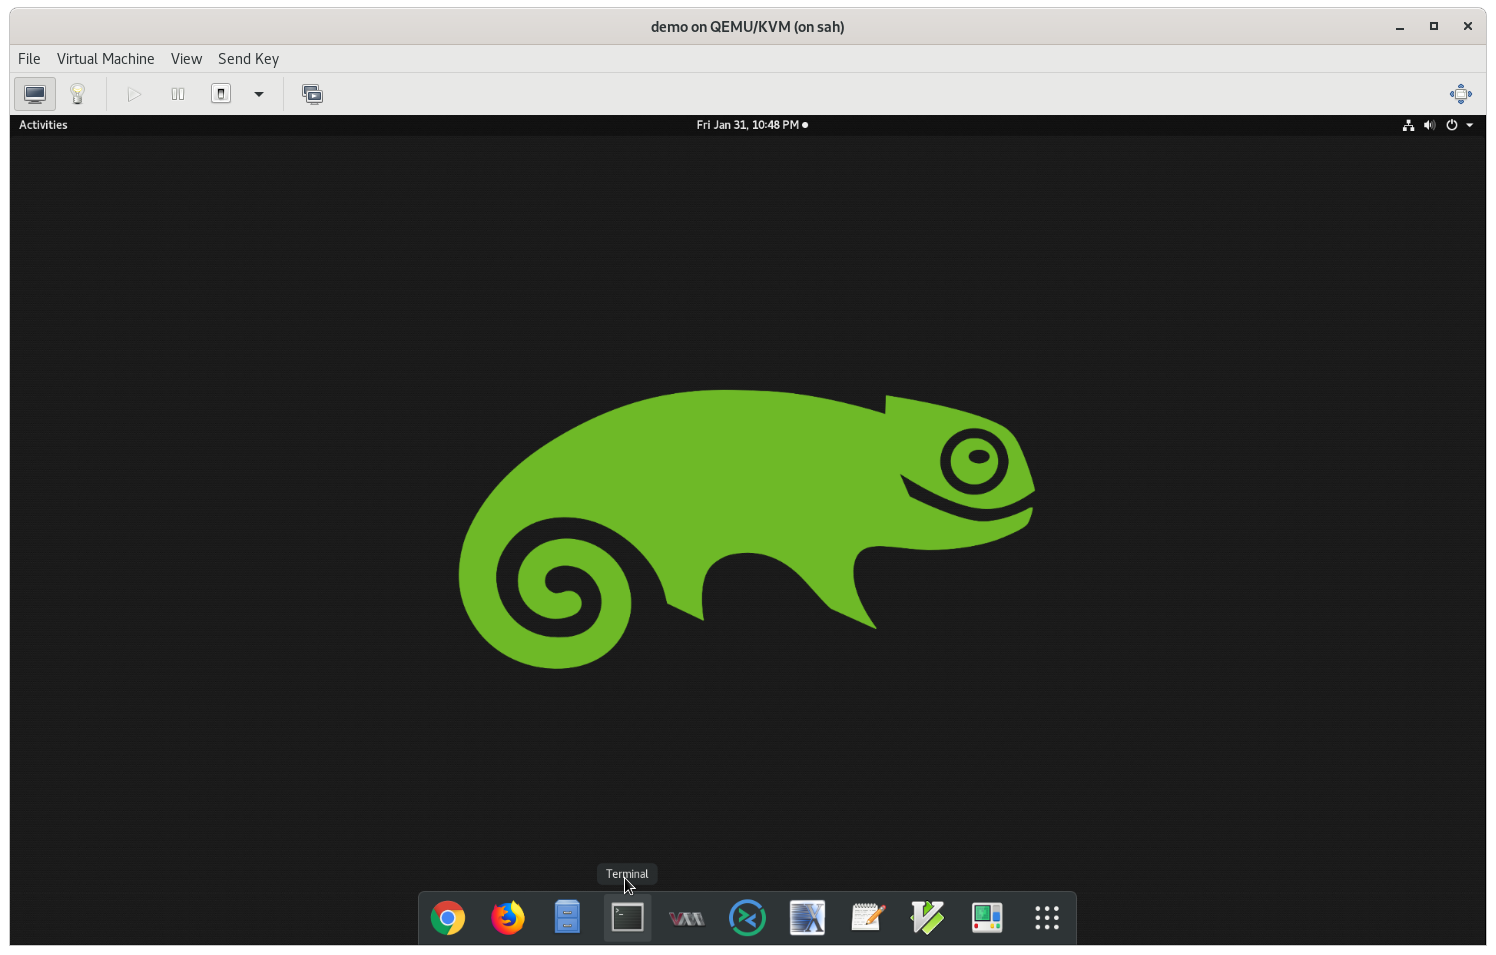 demo on QEMU/KVM (on sah)
File Virtual Machine View Send Key
Activities
Fri Jan 31, 10:48 PM
Terminal